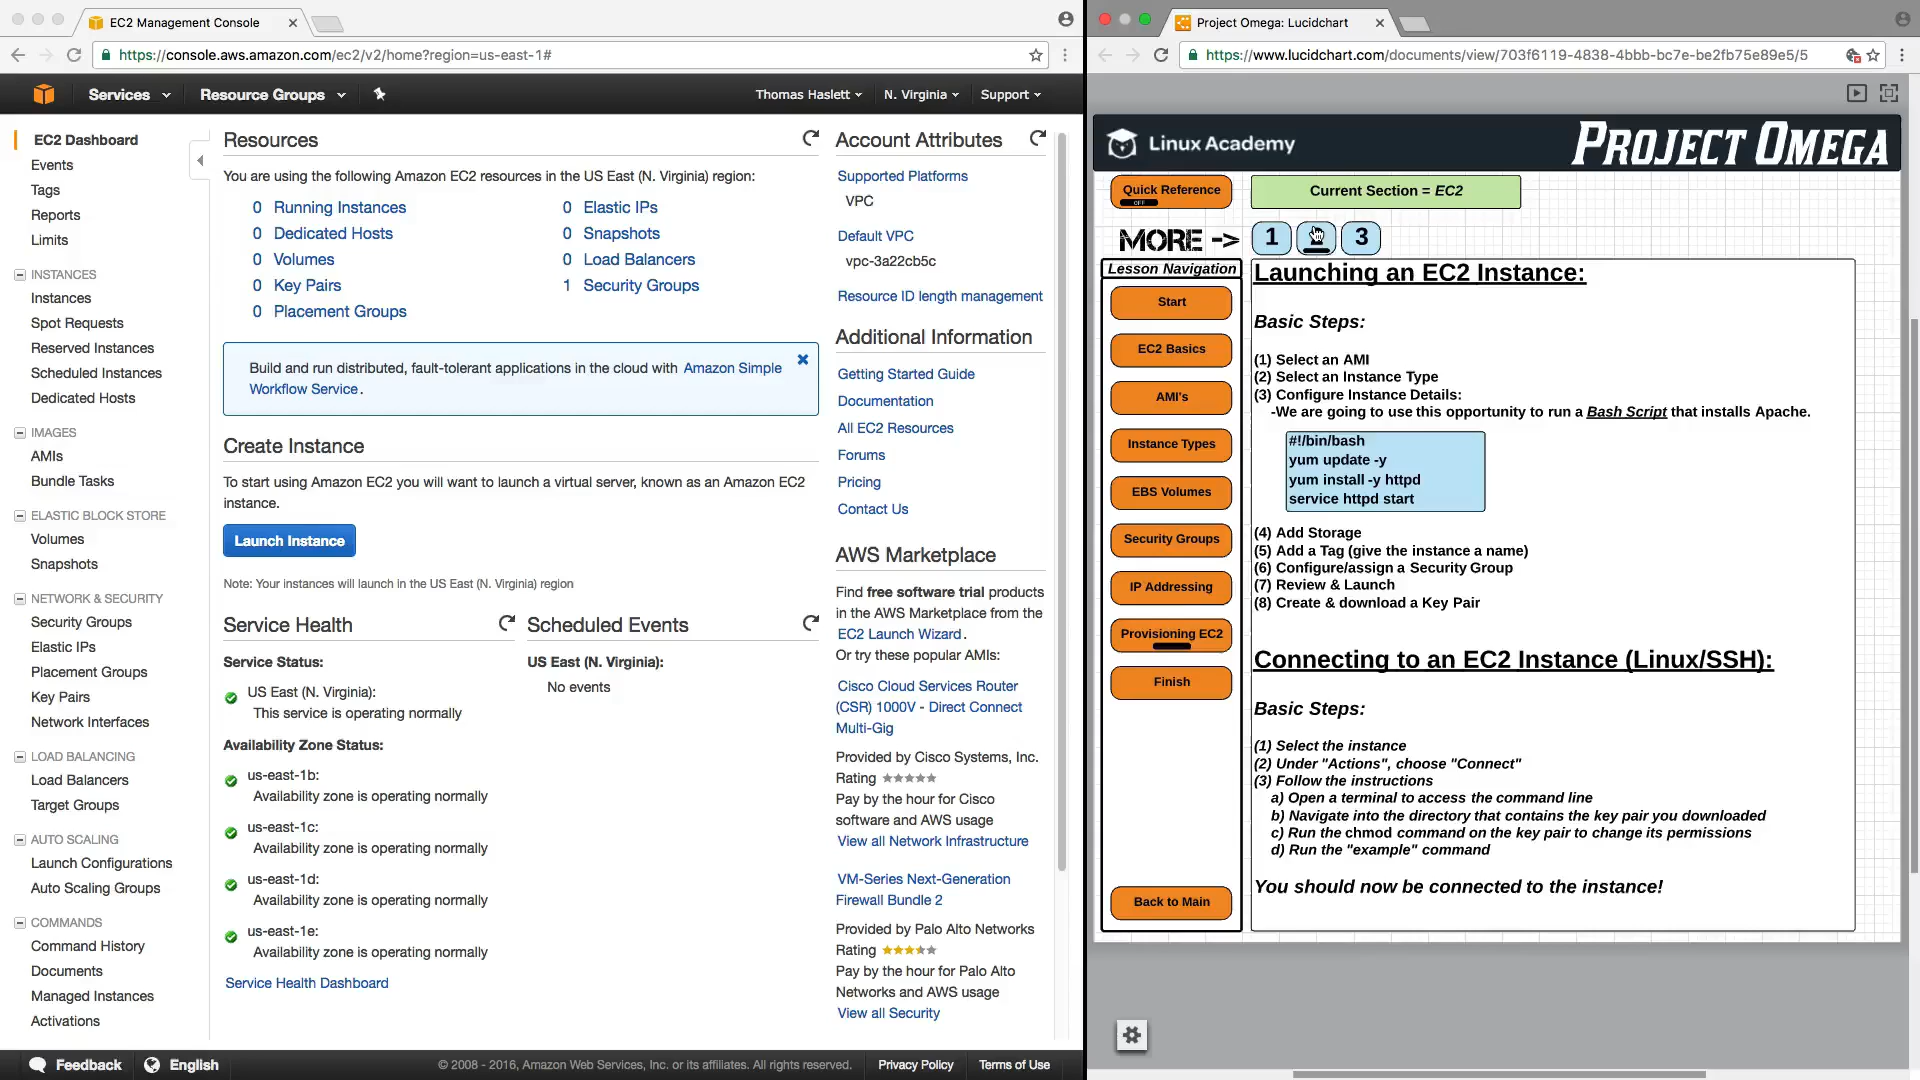 EC2 Management Console
https://console.aws.amazon.com/ec2/v2/home?region=us-east-1#
Services
Resource Groups
Thomas Haslett
N. Virginia
Support
EC2 Dashboard
Events
Tags
Reports
Limits
INSTANCES
Instances
Spot Requests
Reserved Instances
Scheduled Instances
Dedicated Hosts
IMAGES
AMIs
Bundle Tasks
ELASTIC BLOCK STORE
Volumes
Snapshots
NETWORK & SECURITY
Security Groups
Elastic IPs
Placement Groups
Key Pairs
Network Interfaces
LOAD BALANCING
Load Balancers
Target Groups
AUTO SCALING
Launch Configurations
Auto Scaling Groups
COMMANDS
Command History
Documents
Managed Instances
Activations
Resources
You are using the following Amazon EC2 resources in the US East (N. Virginia) region:
0 Running Instances
0 Elastic IPs
0 Dedicated Hosts
0 Snapshots
0 Volumes
0 Load Balancers
0 Key Pairs
1 Security Groups
0 Placement Groups
Build and run distributed, fault-tolerant applications in the cloud with Amazon Simple
Workflow Service.
Create Instance
To start using Amazon EC2 you will want to launch a virtual server, known as an Amazon EC2
instance.
Launch Instance
Note: Your instances will launch in the US East (N. Virginia) region
Service Health
Service Status:
US East (N. Virginia):
This service is operating normally
Availability Zone Status:
us-east-1b:
Availability zone is operating normally
us-east-1c:
Availability zone is operating normally
us-east-1d:
Availability zone is operating normally
us-east-1e:
Availability zone is operating normally
Service Health Dashboard
Scheduled Events
US East (N. Virginia):
No events
Account Attributes
Supported Platforms
VPC
Default VPC
vpc-3a22cb5c
Resource ID length management
Additional Information
Getting Started Guide
Documentation
All EC2 Resources
Forums
Pricing
Contact Us
AWS Marketplace
Find free software trial products
in the AWS Marketplace from the
EC2 Launch Wizard.
Or try these popular AMIs:
Cisco Cloud Services Router
(CSR) 1000V - Direct Connect
Multi-Gig
Provided by Cisco Systems, Inc.
Rating
Pay by the hour for Cisco
software and AWS usage
View all Network Infrastructure
VM-Series Next-Generation
Firewall Bundle 2
Provided by Palo Alto Networks
Rating
Pay by the hour for Palo Alto
Networks and AWS usage
View all Security
Feedback
English
© 2008 - 2016, Amazon Web Services, Inc. or its affiliates. All rights reserved.
Privacy Policy
Terms of Use
Project Omega: Lucidchart
https://www.lucidchart.com/documents/view/703f6119-4838-4bbb-bc7e-be2fb75e89e5/5
Linux Academy
PROJECT OMEGA
Quick Reference
OFF
Current Section = EC2
MORE ->
1
3
Lesson Navigation
Start
EC2 Basics
AMI's
Instance Types
EBS Volumes
Security Groups
IP Addressing
Provisioning EC2
Finish
Back to Main
Launching an EC2 Instance:
Basic Steps:
(1) Select an AMI
(2) Select an Instance Type
(3) Configure Instance Details:
-We are going to use this opportunity to run a Bash Script that installs Apache.
#!/bin/bash
yum update -y
yum install -y httpd
service httpd start
(4) Add Storage
(5) Add a Tag (give the instance a name)
(6) Configure/assign a Security Group
(7) Review & Launch
(8) Create & download a Key Pair
Connecting to an EC2 Instance (Linux/SSH):
Basic Steps:
(1) Select the instance
(2) Under "Actions", choose "Connect"
(3) Follow the instructions
a) Open a terminal to access the command line
b) Navigate into the directory that contains the key pair you downloaded
c) Run the chmod command on the key pair to change its permissions
d) Run the "example" command
You should now be connected to the instance!